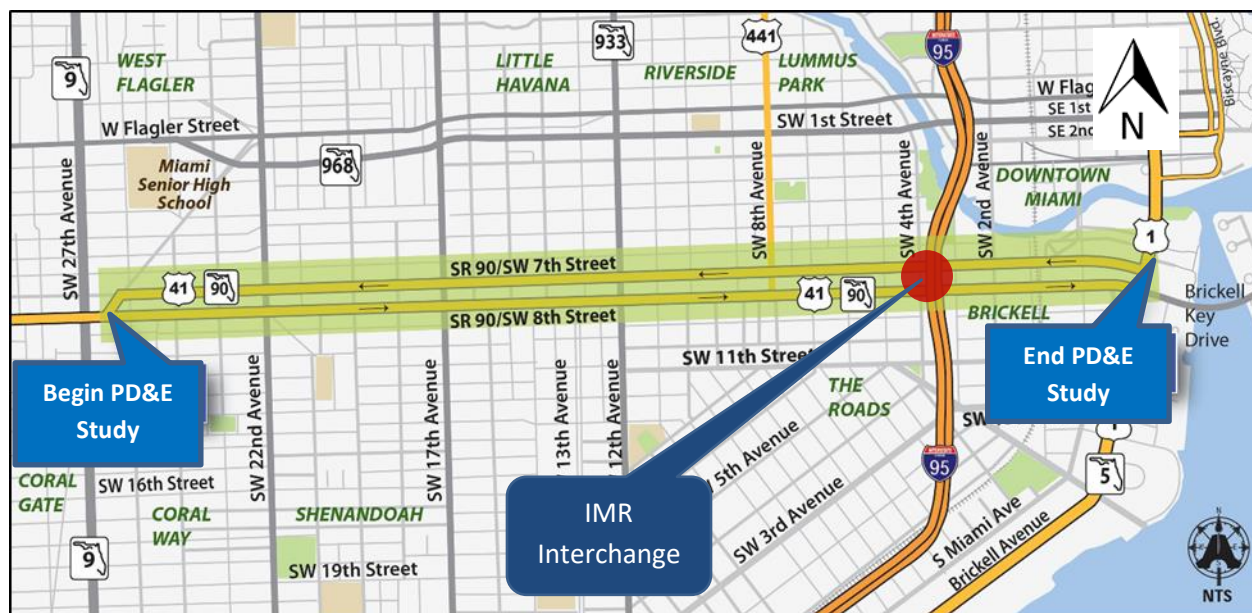 9
WEST
FLAGLER
LITTLE
HAVANA
933
RIVERSIDE
441
LUMMUS
PARK
INTERSTATE
95
Biscayne Blvd.
N
W Flagler Street
W Flag
SW 1st Street
SE 1st
SE 2nd
968
Miami
Senior High
School
SW 27th Avenue
SW 8th Avenue
SW 4th Avenue
SW 2nd Avenue
DOWNTOWN
MIAMI
1
SR 90/SW 7th Street
41
90
41
90
SR 90/SW 8th Street
BRICKELL
Brickell
Key
Drive
Begin PD&E
Study
End PD&E
Study
SW 11th Street
THE
ROADS
SW 22nd Avenue
SW 17th Avenue
13th Avenue
12th Avenue
SW
5th Avenue
SW 3rd Avenue
1
5
95
CORAL
GATE
SW 16th Street
CORAL
WAY
SHENANDOAH
IMR
Interchange
S Miami Ave
Brickell Avenue
9
SW 19th Street
N
NTS